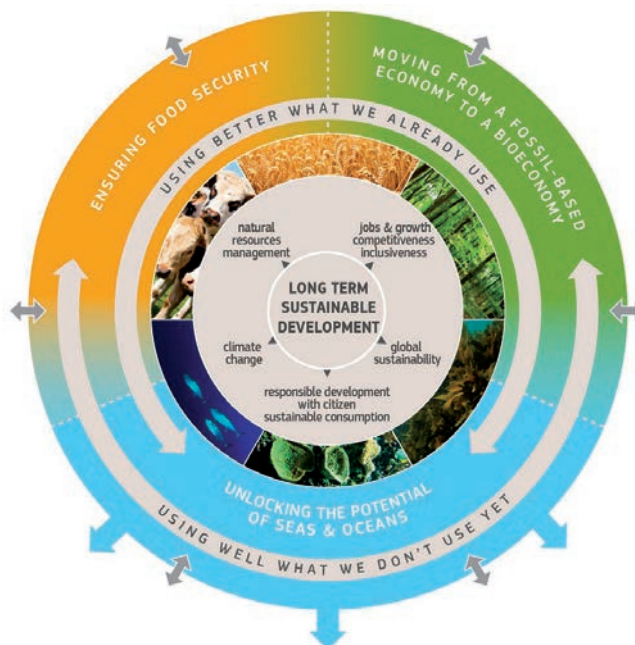 ENSURING FOOD SECURITY
MOVING FROM A FOSSIL-BASED
ECONOMY TO A BIOECONOMY
USING BETTER WHAT WE ALREADY USE
natural
resources
management
jobs & growth
competitiveness
inclusiveness
LONG TERM
SUSTAINABLE
DEVELOPMENT
climate
change
global
sustainability
responsible development
with citizen
sustainable consumption
UNLOCKING THE POTENTIAL
OF SEAS & OCEANS
USING WELL WHAT WE DON'T USE YET